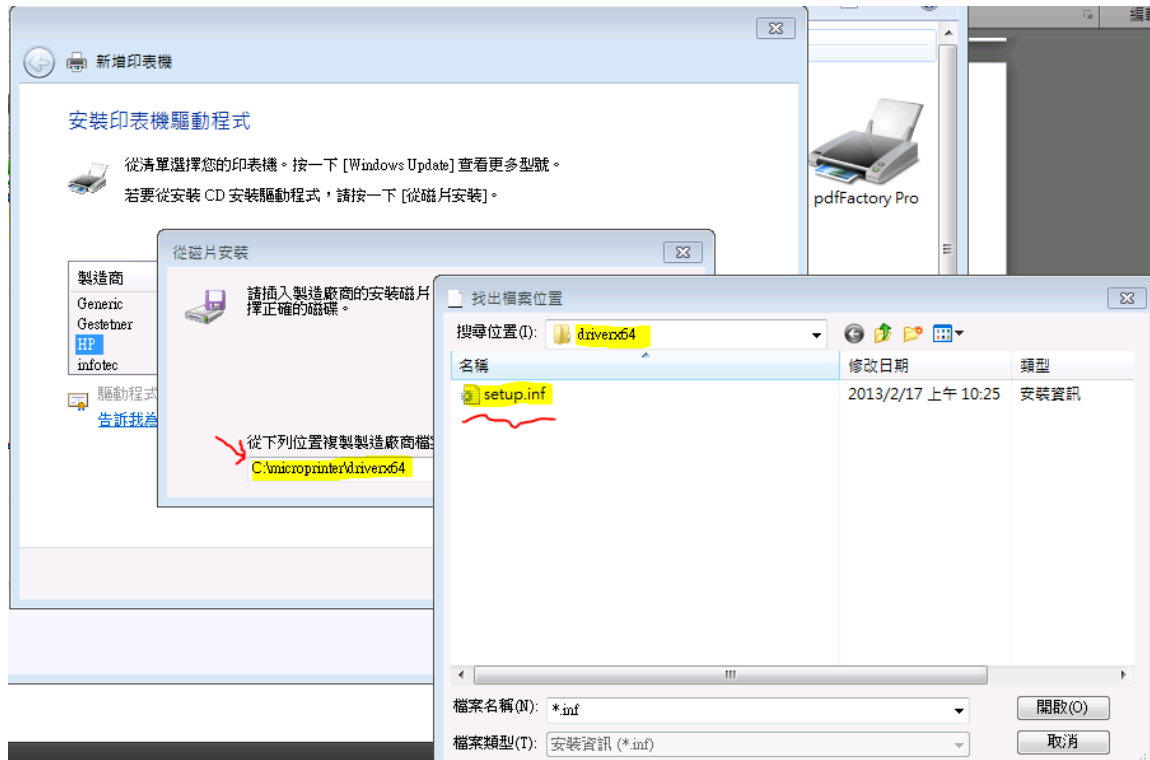 編
新增印表機
安裝印表機驅動程式
從清單選擇您的印表機。按一下 [Windows Update] 查看更多型號。
若要從安裝 CD 安裝驅動程式,請按一下 [從磁片安裝]。
pdfFactory Pro
製造商
Generic
Gestetner
HP
infotec
驅動程式
告訴我為
從磁片安裝
請插入製造廠商的安裝磁片
擇正確的磁碟。
從下列位置複製製造廠商檔
C:\microprinter\driverx64
找出檔案位置
搜尋位置(I): driverx64
名稱 修改日期 類型
setup.inf 2013/2/17 上午 10:25 安裝資訊
檔案名稱(N): *.inf 開啟(O)
檔案類型(T): 安裝資訊 (*.inf) 取消